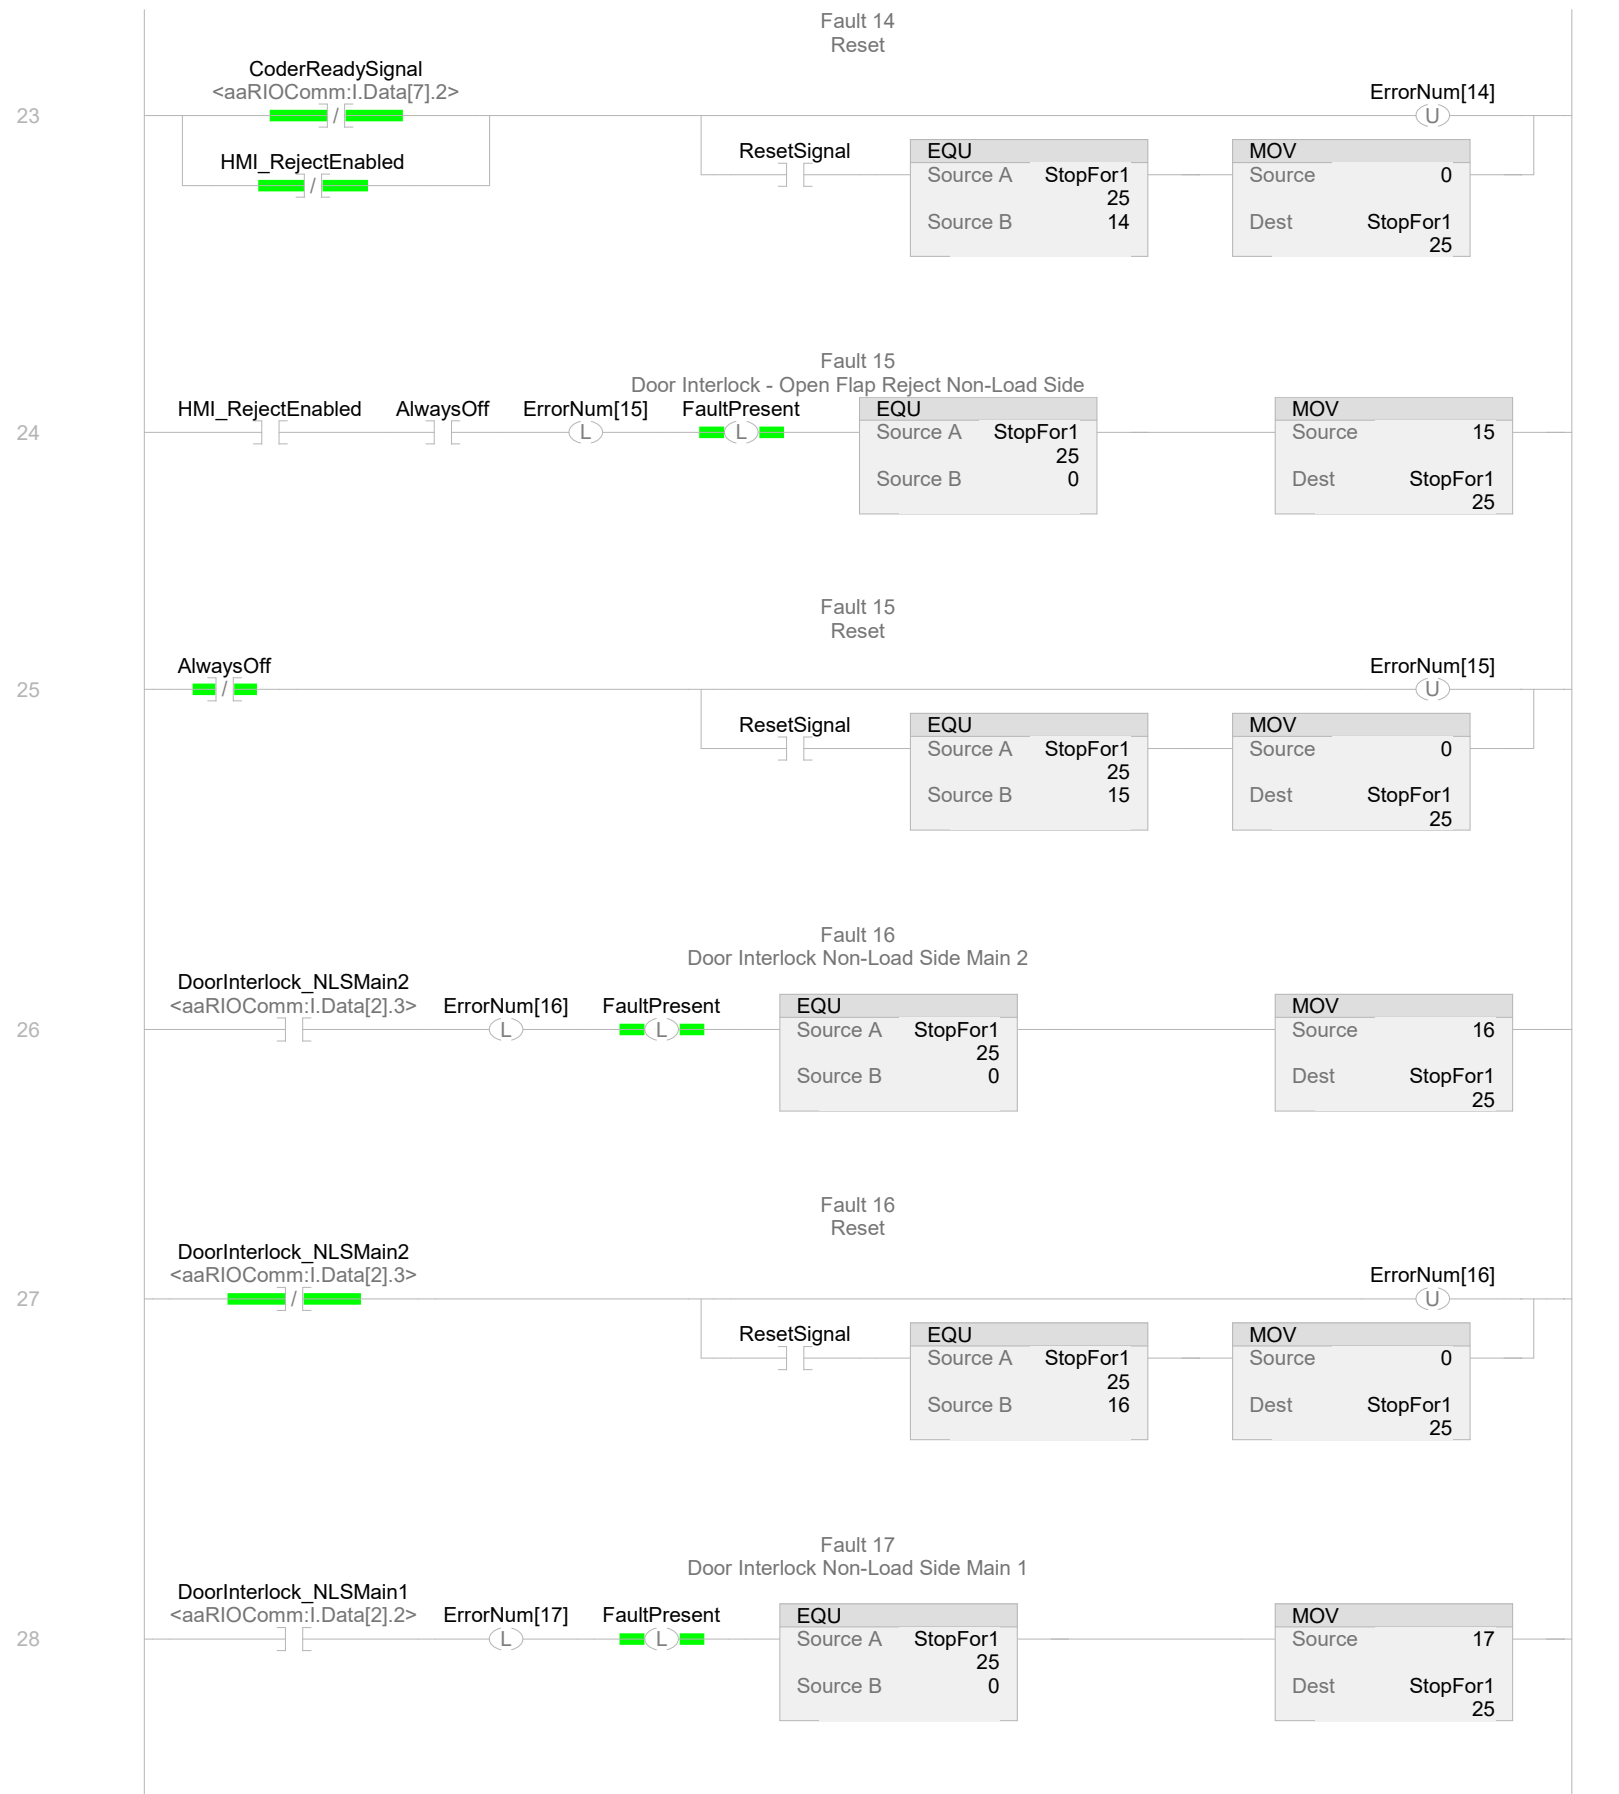 Fault 14
Reset
CoderReadySignal
<aaRIOComm:I.Data[7].2>
ErrorNum[14]
23
/
U
HMI_RejectEnabled
/
ResetSignal
EQU
Source A StopFor1
25
Source B 14
MOV
Source 0
Dest StopFor1
25
Fault 15
Door Interlock - Open Flap Reject Non-Load Side
HMI_RejectEnabled AlwaysOff ErrorNum[15] FaultPresent
24
L
L
EQU
Source A StopFor1
25
Source B 0
MOV
Source 15
Dest StopFor1
25
Fault 15
Reset
AlwaysOff
ErrorNum[15]
25
/
U
ResetSignal
EQU
Source A StopFor1
25
Source B 15
MOV
Source 0
Dest StopFor1
25
Fault 16
Door Interlock Non-Load Side Main 2
DoorInterlock_NLSMain2
<aaRIOComm:I.Data[2].3> ErrorNum[16] FaultPresent
26
L
L
EQU
Source A StopFor1
25
Source B 0
MOV
Source 16
Dest StopFor1
25
Fault 16
Reset
DoorInterlock_NLSMain2
<aaRIOComm:I.Data[2].3>
ErrorNum[16]
27
/
U
ResetSignal
EQU
Source A StopFor1
25
Source B 16
MOV
Source 0
Dest StopFor1
25
Fault 17
Door Interlock Non-Load Side Main 1
DoorInterlock_NLSMain1
<aaRIOComm:I.Data[2].2> ErrorNum[17] FaultPresent
28
L
L
EQU
Source A StopFor1
25
Source B 0
MOV
Source 17
Dest StopFor1
25